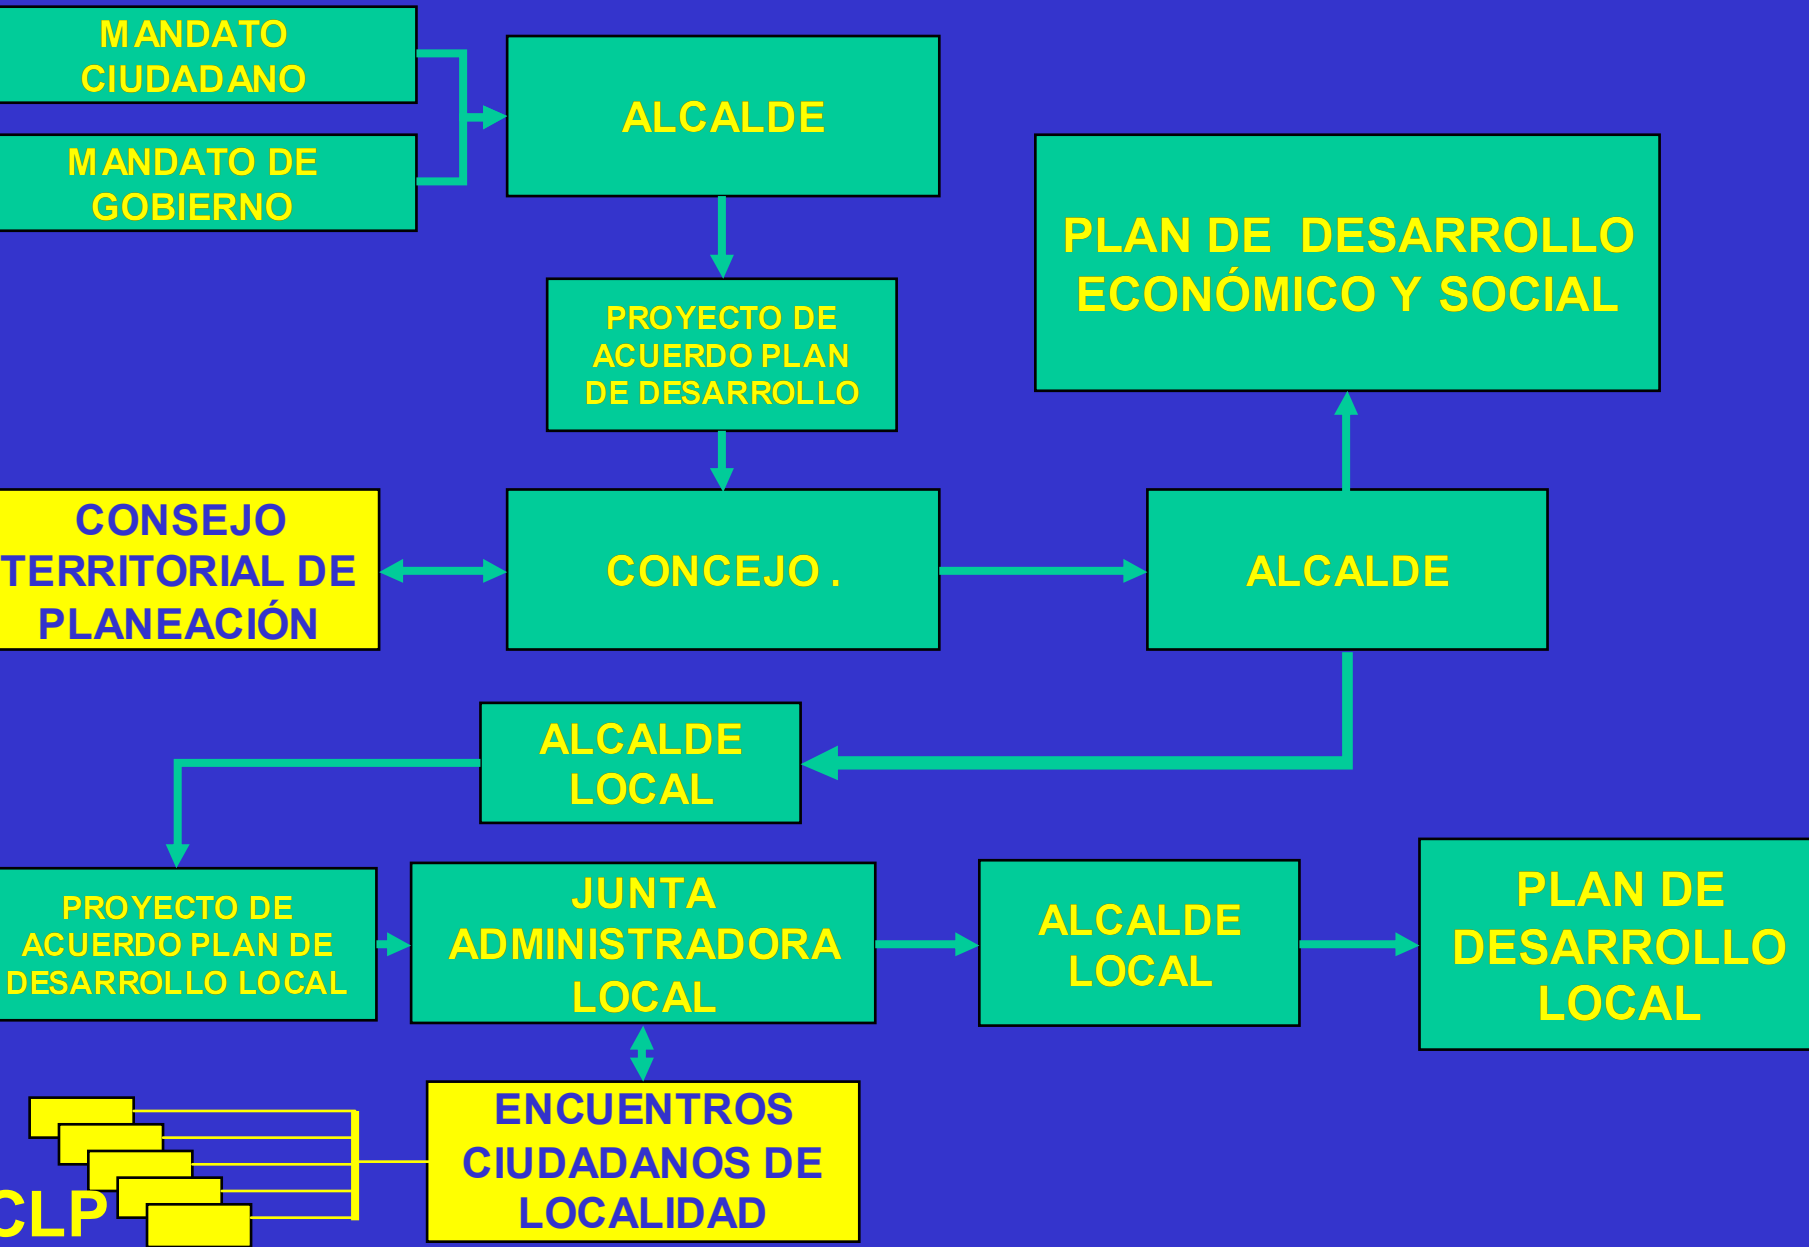 MANDATO
CIUDADANO
MANDATO DE
GOBIERNO
ALCALDE
PLAN DE DESARROLLO
ECONÓMICO Y SOCIAL
PROYECTO DE
ACUERDO PLAN
DE DESARROLLO
CONSEJO
TERRITORIAL DE
PLANEACIÓN
CONCEJO .
ALCALDE
ALCALDE
LOCAL
PROYECTO DE
ACUERDO PLAN DE
DESARROLLO LOCAL
JUNTA
ADMINISTRADORA
LOCAL
ALCALDE
LOCAL
PLAN DE
DESARROLLO
LOCAL
ENCUENTROS
CIUDADANOS DE
LOCALIDAD
CLP